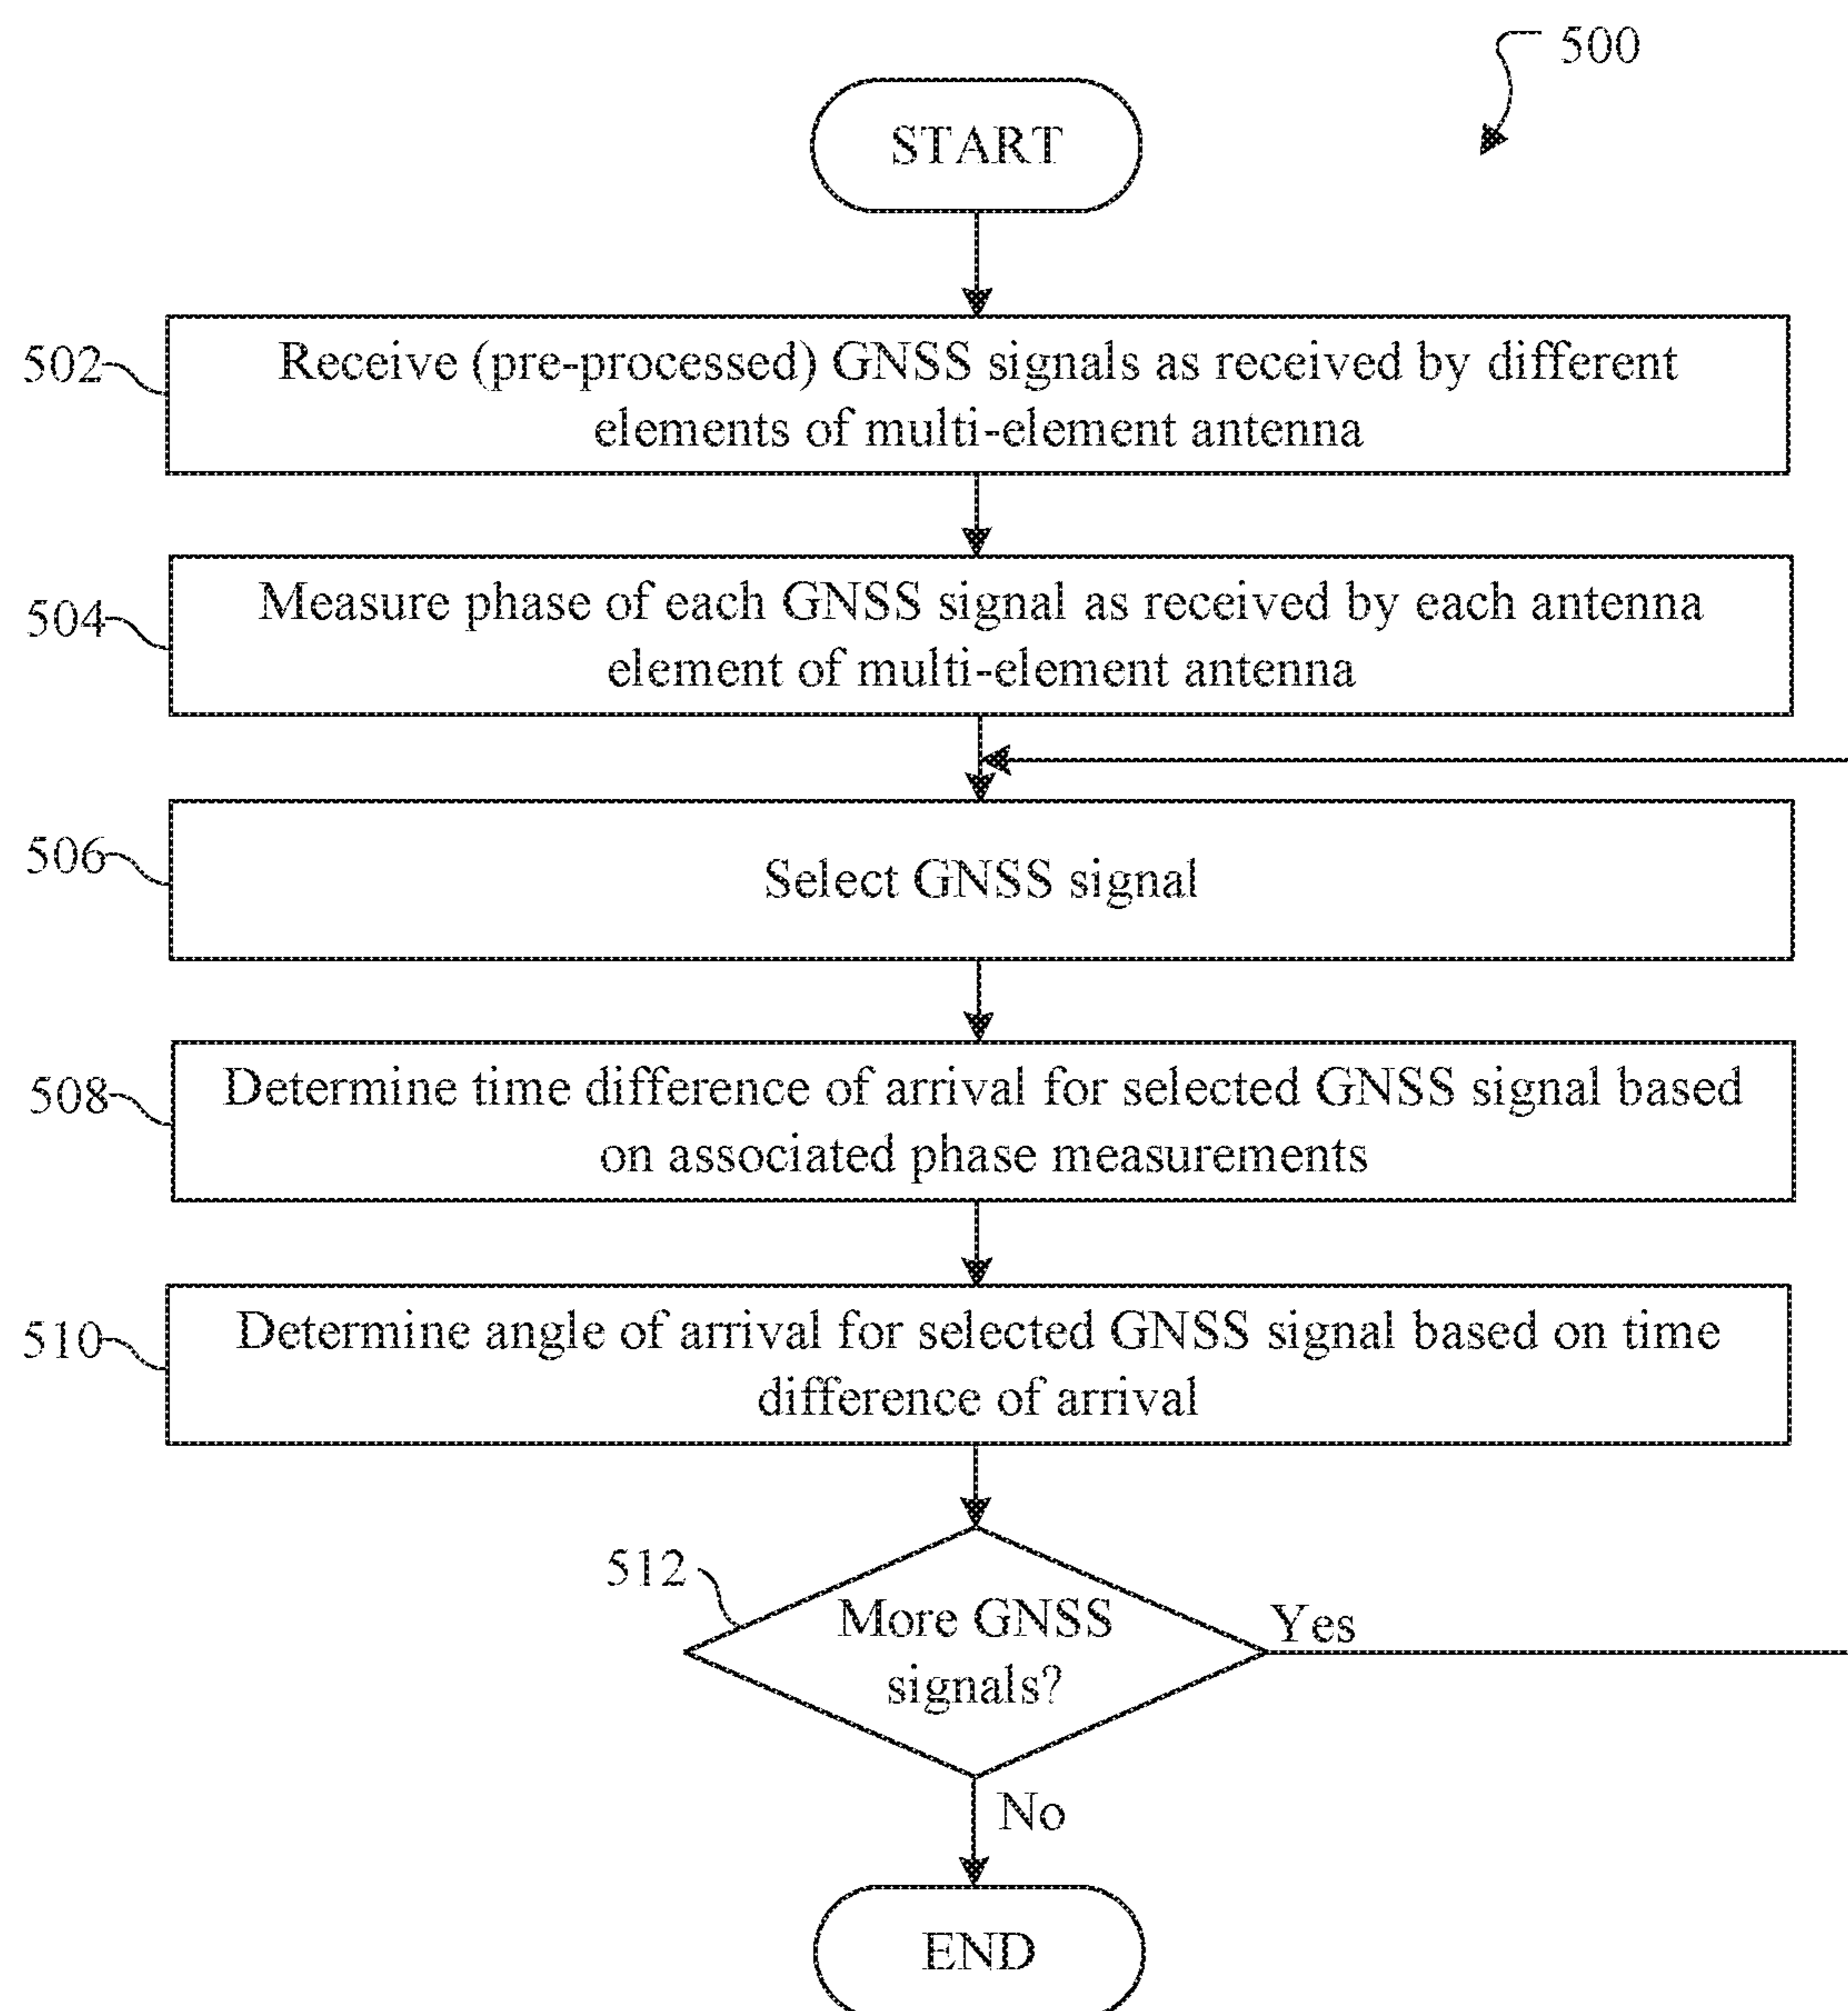 500
START
502
Receive (pre-processed) GNSS signals as received by different
elements of multi-element antenna
504
Measure phase of each GNSS signal as received by each antenna
element of multi-element antenna
506
Select GNSS signal
508
Determine time difference of arrival for selected GNSS signal based
on associated phase measurements
510
Determine angle of arrival for selected GNSS signal based on time
difference of arrival
512
More GNSS
signals?
Yes
No
END